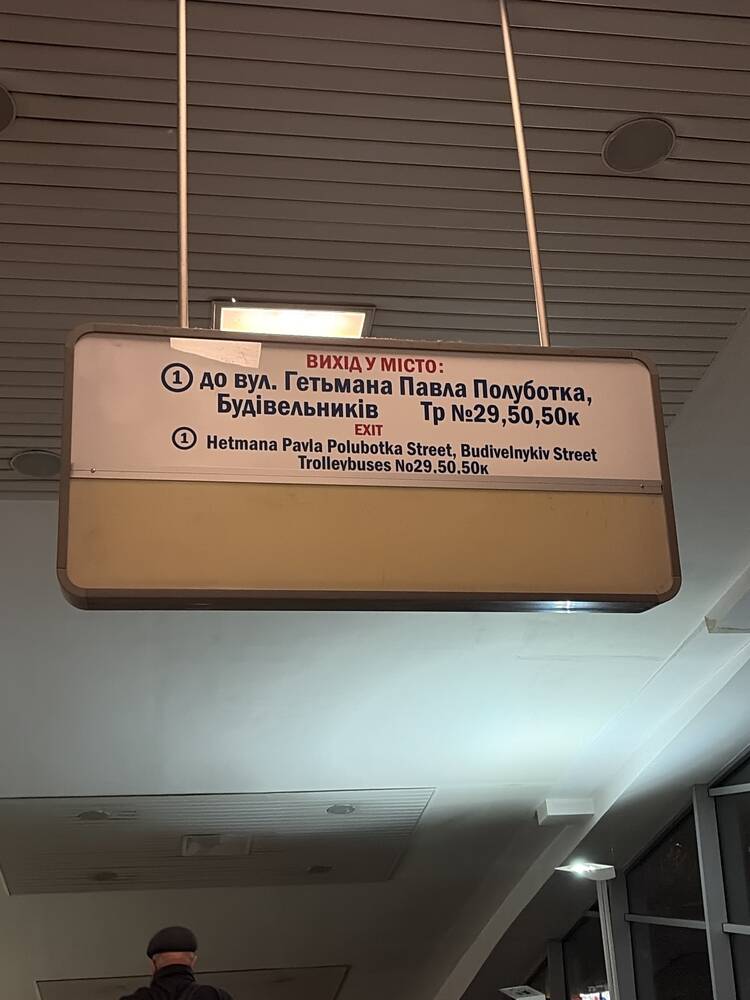 ВИХІД У МІСТО:
1 до вул. Гетьмана Павла Полуботка,
Будівельників Тр №29,50,50к
EXIT
1 Hetmana Pavla Polubotka Street, Budivelnykiv Street
Trolleybuses No29,50,50к